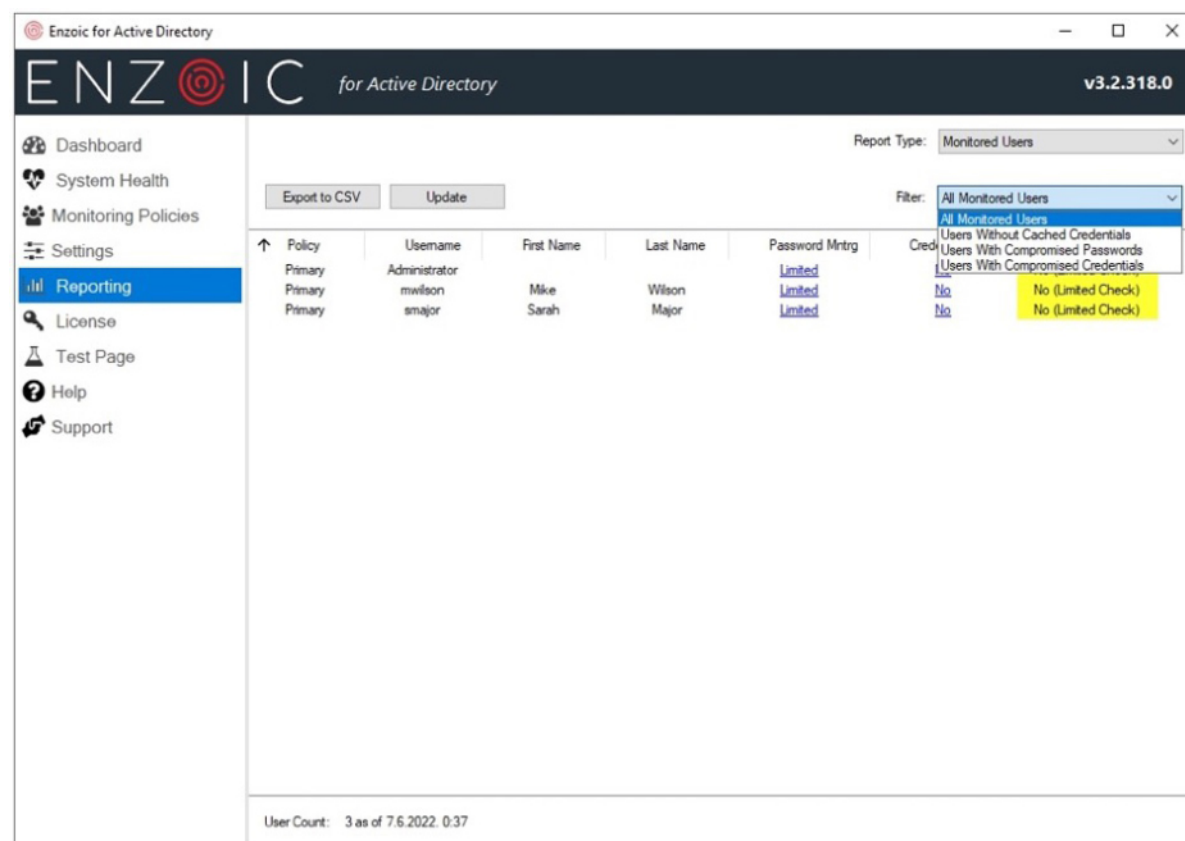 Enzoic for Active Directory
ENZOIC for Active Directory v3.2.318.0
Dashboard
System Health
Monitoring Policies
Settings
Reporting
License
Test Page
Help
Support
Report Type: Monitored Users
Export to CSV Update Filter: All Monitored Users
All Monitored Users
Users Without Cached Credentials
Users With Compromised Passwords
Users With Compromised Credentials
Policy Username First Name Last Name Password Mntrg
Primary Administrator Limited
Primary mwilson Mike Wilson Limited No No (Limited Check)
Primary smajor Sarah Major Limited No No (Limited Check)
User Count: 3 as of 7.6.2022. 0:37